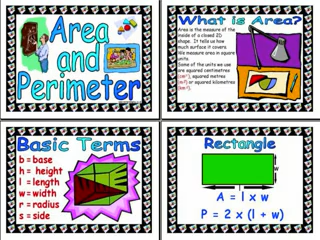 Area
and
Perimeter
What is Area?
Area is the measure of the
inside of a closed 2D
shape. It tells us how
much surface it covers
We measure area in square
units.
Some of the units we use
are squared centimetres
(cm²), squared metres
(m²) or squared kilometres
(km²).
Basic Terms
b = base
h = height
l = length
w = width
r = radius
s = side
Rectangle
w
l
A = l x w
P = 2 x (l + w)